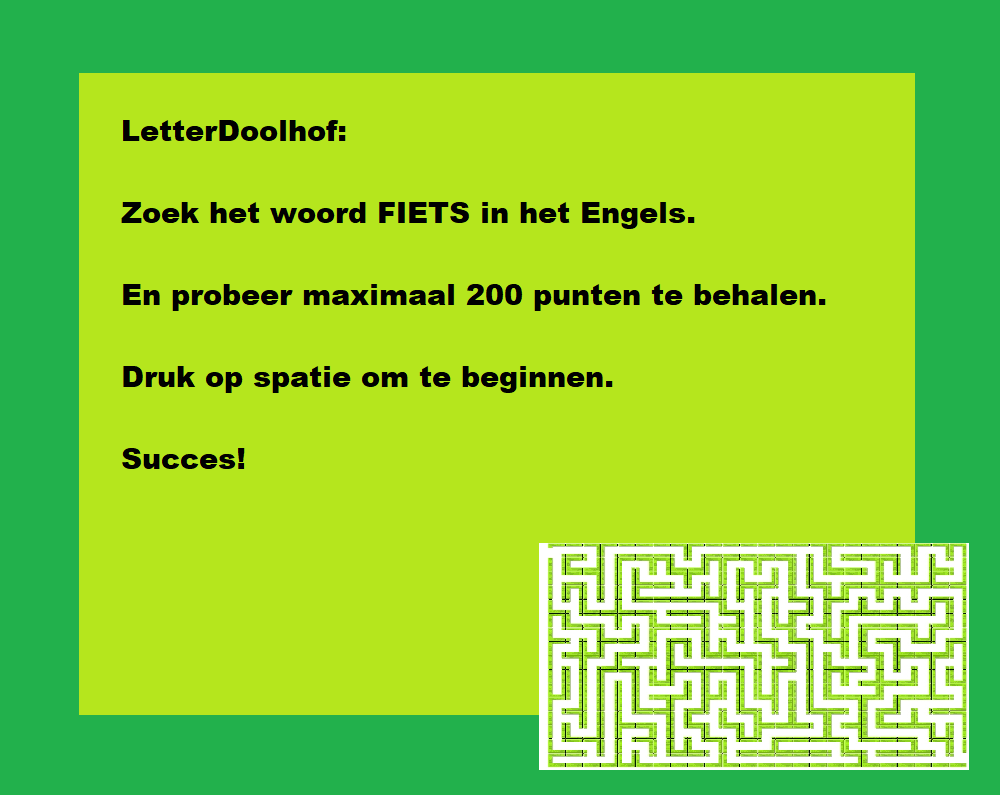 LetterDoolhof:
Zoek het woord FIETS in het Engels.
En probeer maximaal 200 punten te behalen.
Druk op spatie om te beginnen.
Succes!